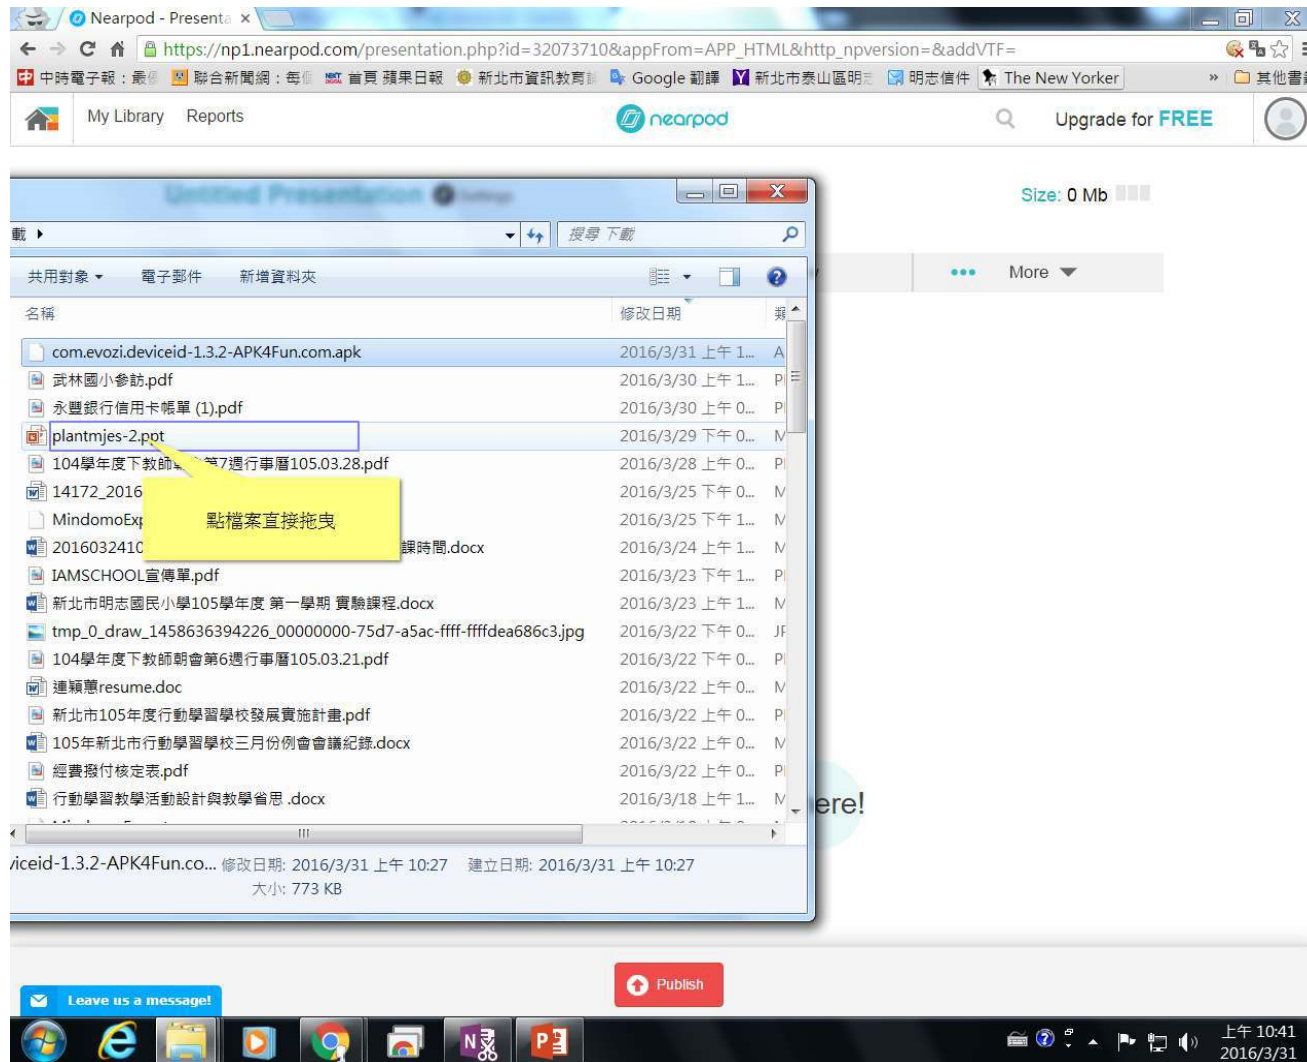 Nearpod - Presenta
https://np1.nearpod.com/presentation.php?id=32073710&appFrom=APP_HTML&http_npversion=&addVTF=
中時電子報：最 聯合新聞網：每 首頁 蘋果日報 新北市資訊教育 Google 翻譯 新北市泰山區明 明志信件 The New Yorker » 其他書
My Library Reports nearpod Upgrade for FREE
Untitled Presentation Settings
Size: 0 Mb
載 搜尋 下載
共用對象 電子郵件 新增資料夾
More
名稱 修改日期 類
com.evozi.deviceid-1.3.2-APK4Fun.com.apk 2016/3/31 上午 1... A
武林國小參訪.pdf 2016/3/30 上午 1... P
永豐銀行信用卡帳單 (1).pdf 2016/3/30 上午 0... P
plantmjes-2.ppt 2016/3/29 下午 0... M
104學年度下教師朝 第7週行事曆105.03.28.pdf 2016/3/28 上午 0... P
14172_2016 2016/3/25 下午 0... M
MindomoExp 2016/3/25 下午 1... M
點檔案直接拖曳
2016032410 課時間.docx 2016/3/24 上午 1... M
IAMSCHOOL宣傳單.pdf 2016/3/23 下午 1... P
新北市明志國民小學105學年度 第一學期 實驗課程.docx 2016/3/23 上午 1... M
tmp_0_draw_1458636394226_00000000-75d7-a5ac-ffff-ffffdea686c3.jpg 2016/3/22 下午 0... JF
104學年度下教師朝會第6週行事曆105.03.21.pdf 2016/3/22 下午 0... P
連穎蕙resume.doc 2016/3/22 上午 0... M
新北市105年度行動學習學校發展實施計畫.pdf 2016/3/22 上午 0... P
105年新北市行動學習學校三月份例會會議紀錄.docx 2016/3/22 上午 0... M
經費撥付核定表.pdf 2016/3/22 上午 0... P
行動學習教學活動設計與教學省思 .docx 2016/3/18 上午 1... M
ere!
viceid-1.3.2-APK4Fun.co... 修改日期: 2016/3/31 上午 10:27 建立日期: 2016/3/31 上午 10:27
大小: 773 KB
Publish
Leave us a message!
上午 10:41
2016/3/31